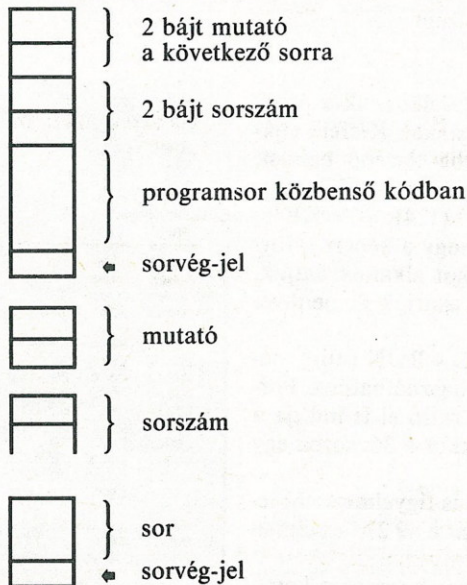 2 bájt mutató
a következő sorra
2 bájt sorszám
programsor közbenső kódban
sorvég-jel
mutató
sorszám
sor
sorvég-jel